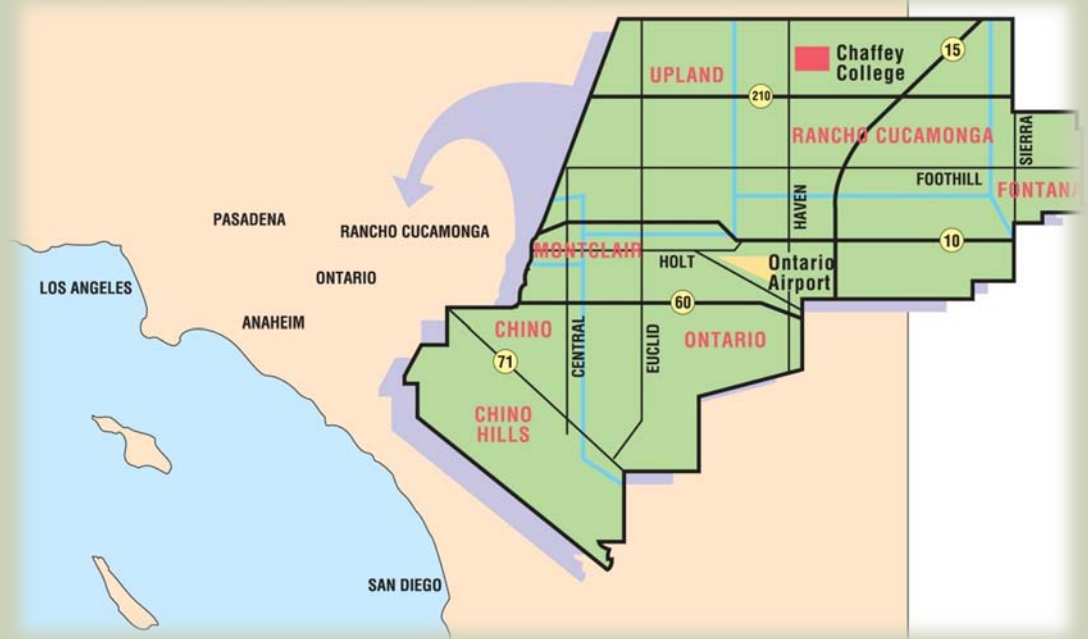 UPLAND
Chaffey
College
15
210
RANCHO CUCAMONGA
SIERRA
FOOTHILL
FONTANA
HAVEN
PASADENA
RANCHO CUCAMONGA
10
MONTCLAIR
HOLT
Ontario
Airport
ONTARIO
LOS ANGELES
60
ANAHEIM
CHINO
CENTRAL
EUCLID
ONTARIO
71
CHINO
HILLS
SAN DIEGO